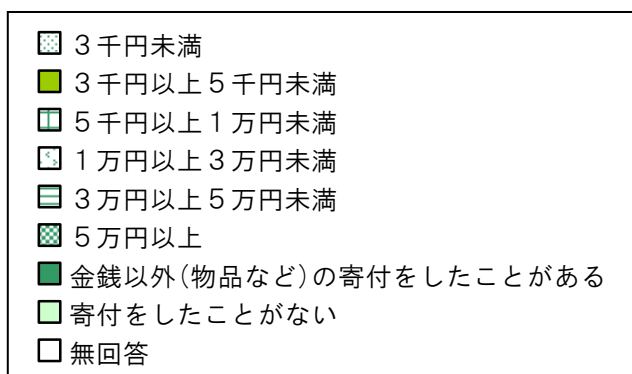 ３千円未満
３千円以上５千円未満
５千円以上１万円未満
１万円以上３万円未満
３万円以上５万円未満
５万円以上
金銭以外(物品など)の寄付をしたことがある
寄付をしたことがない
無回答